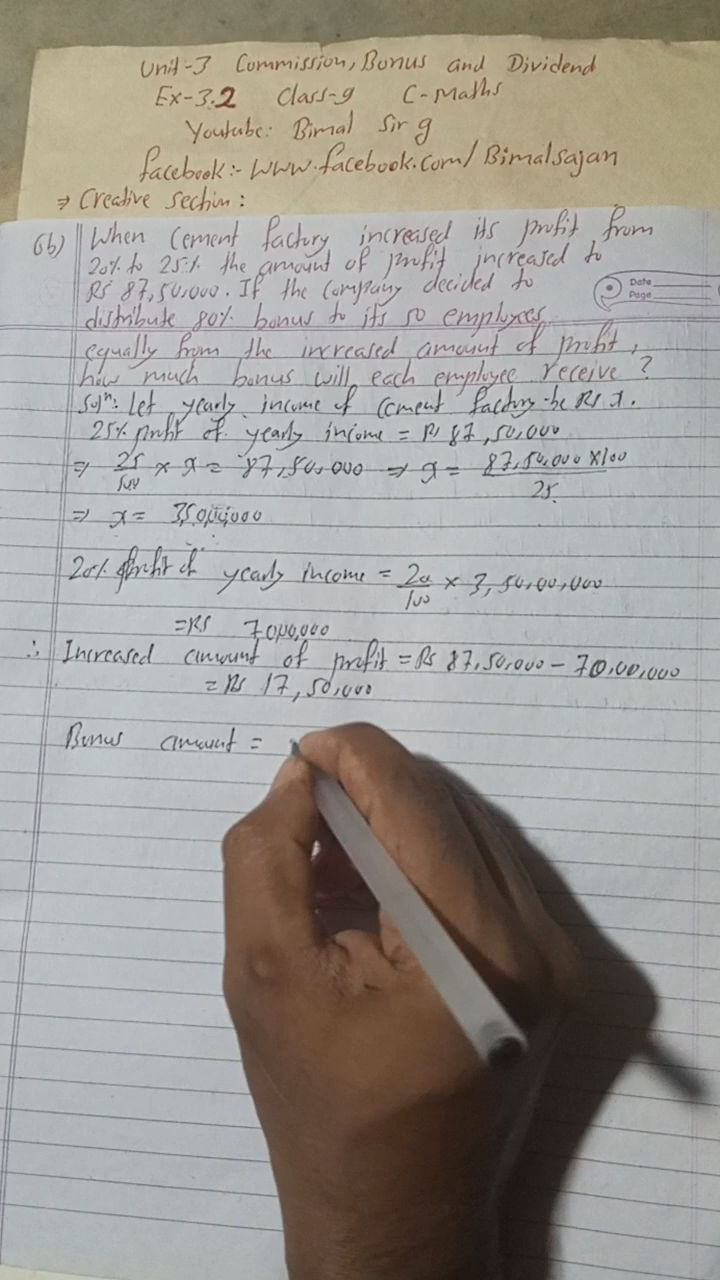 Unit-3 Commission, Bonus and Dividend
Ex-3.2 Class-9 C-Maths
Youtube: Bimal Sir g
facebook:- www.facebook.com/Bimalsajan
⇒ Creative Section:
6b) When Cement factory increased its profit from
20% to 25% the amount of profit increased to
RS 87,50,000. If the Company decided to
Date
Page
distribute 80% bonus to its 50 employees
equally from the increased amount of profit,
how much bonus will each employee receive?
Solⁿ: Let yearly income of cement factory be RS x.
25% profit of yearly income = RS 87,50,000
⇒ 25/100 × x = 87,50,000 ⇒ x = 87,50,000 × 100/25
⇒ x = 35000000
20% profit of yearly income = 20/100 × 3,50,00,000
= RS 7000,000
∴ Increased amount of profit = RS 87,50,000 - 70,00,000
= RS 17,50,000
Bonus amount =